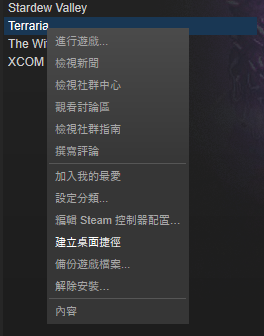 Stardew Valley
Terraria
The Wit
XCOM
進行遊戲...
檢視新聞
檢視社群中心
觀看討論區
檢視社群指南
撰寫評論
加入我的最愛
設定分類...
編輯 Steam 控制器配置...
建立桌面捷徑
備份遊戲檔案...
解除安裝...
內容